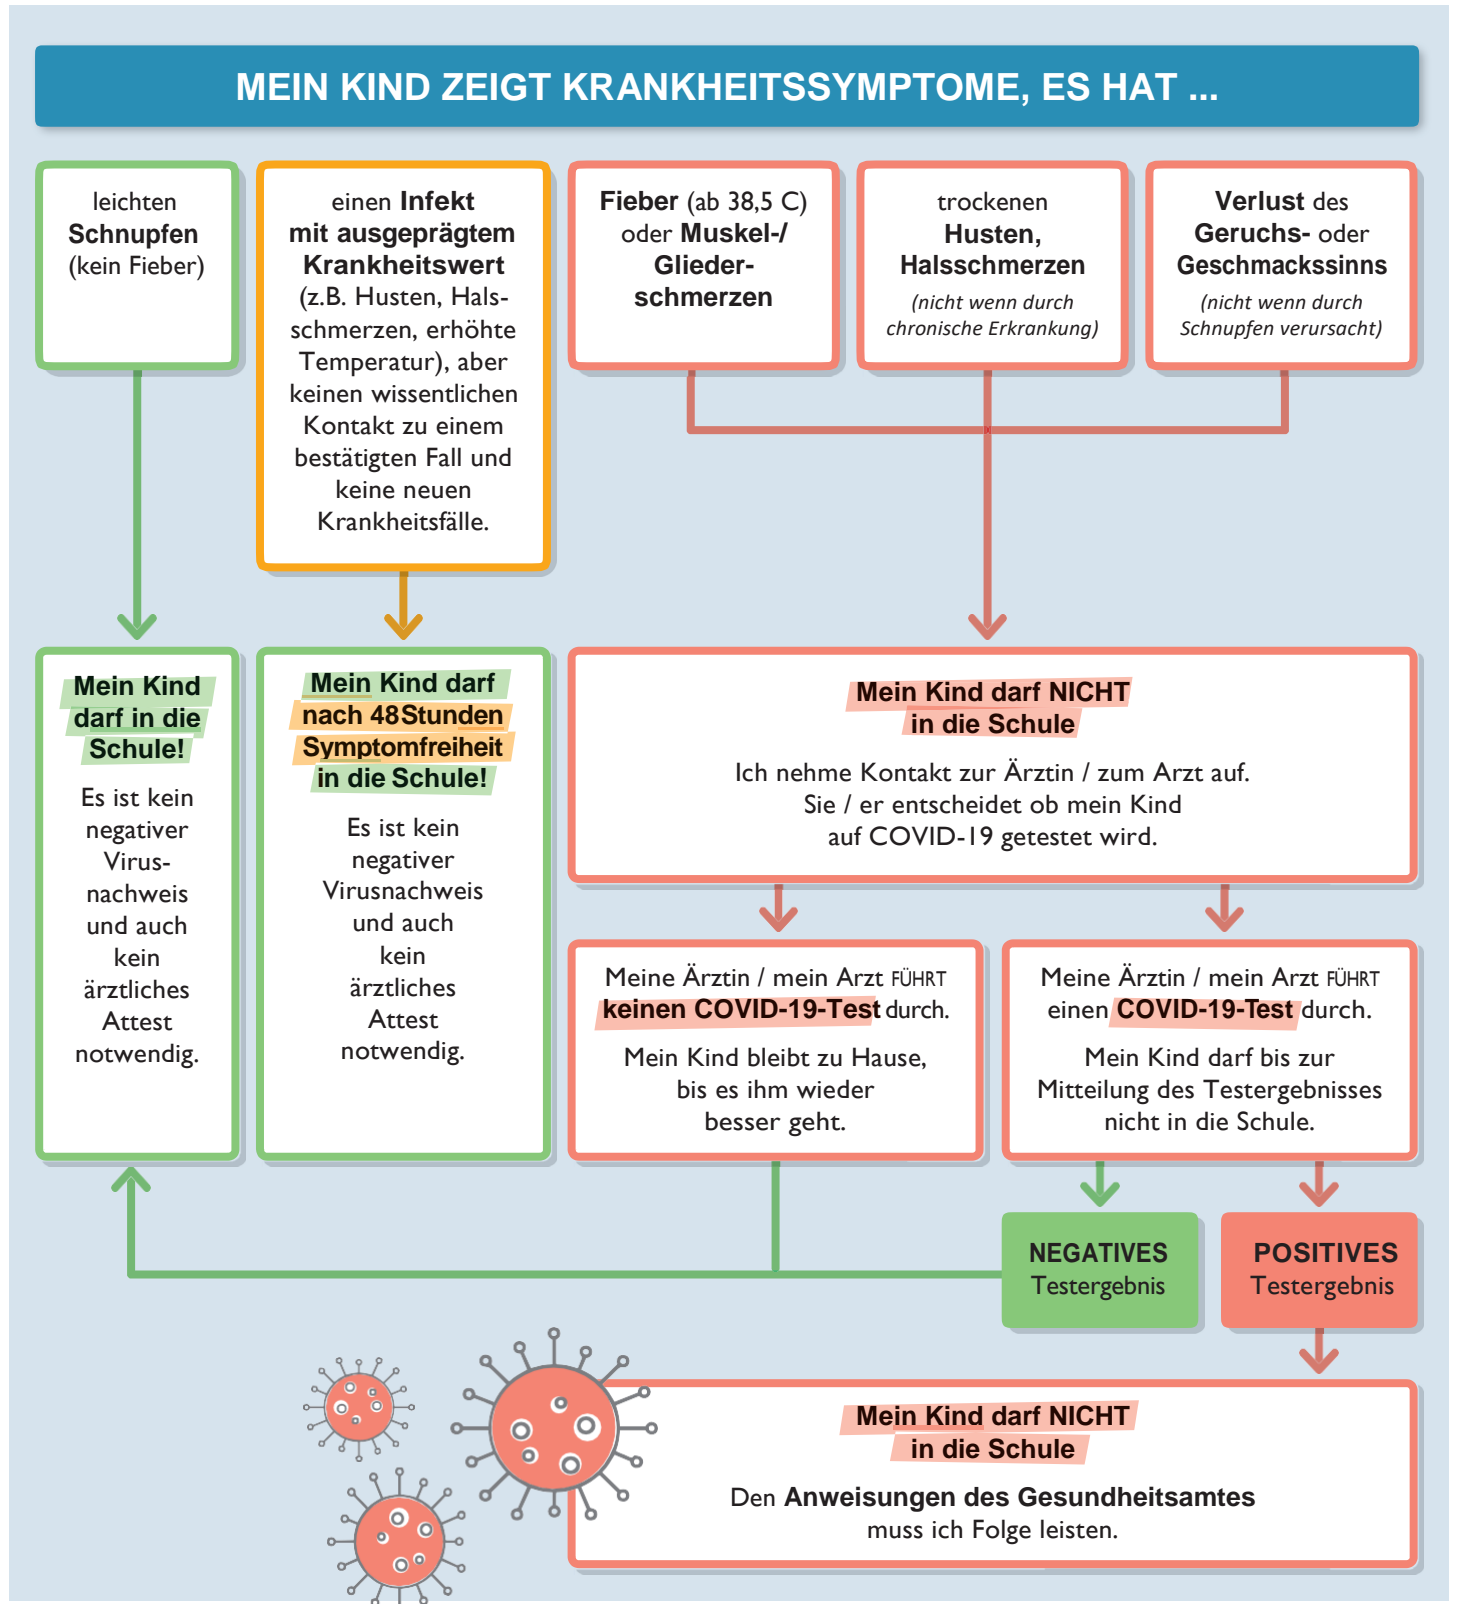 MEIN KIND ZEIGT KRANKHEITSSYMPTOME, ES HAT ...
leichten
Schnupfen
(kein Fieber)
einen Infekt
mit ausgeprägtem
Krankheitswert
(z.B. Husten, Hals-
schmerzen, erhöhte
Temperatur), aber
keinen wissentlichen
Kontakt zu einem
bestätigten Fall und
keine neuen
Krankheitsfälle.
Fieber (ab 38,5 C)
oder Muskel-/
Glieder-
schmerzen
trockenen
Husten,
Halsschmerzen
(nicht wenn durch
chronische Erkrankung)
Verlust des
Geruchs- oder
Geschmackssinns
(nicht wenn durch
Schnupfen verursacht)
Mein Kind
darf in die
Schule!
Es ist kein
negativer
Virus-
nachweis
und auch
kein
ärztliches
Attest
notwendig.
Mein Kind darf
nach 48Stunden
Symptomfreiheit
in die Schule!
Es ist kein
negativer
Virusnachweis
und auch
kein
ärztliches
Attest
notwendig.
Mein Kind darf NICHT
in die Schule
Ich nehme Kontakt zur Ärztin / zum Arzt auf.
Sie / er entscheidet ob mein Kind
auf COVID-19 getestet wird.
Meine Ärztin / mein Arzt FÜHRT
keinen COVID-19-Test durch.
Mein Kind bleibt zu Hause,
bis es ihm wieder
besser geht.
Meine Ärztin / mein Arzt FÜHRT
einen COVID-19-Test durch.
Mein Kind darf bis zur
Mitteilung des Testergebnisses
nicht in die Schule.
NEGATIVES
Testergebnis
POSITIVES
Testergebnis
Mein Kind darf NICHT
in die Schule
Den Anweisungen des Gesundheitsamtes
muss ich Folge leisten.